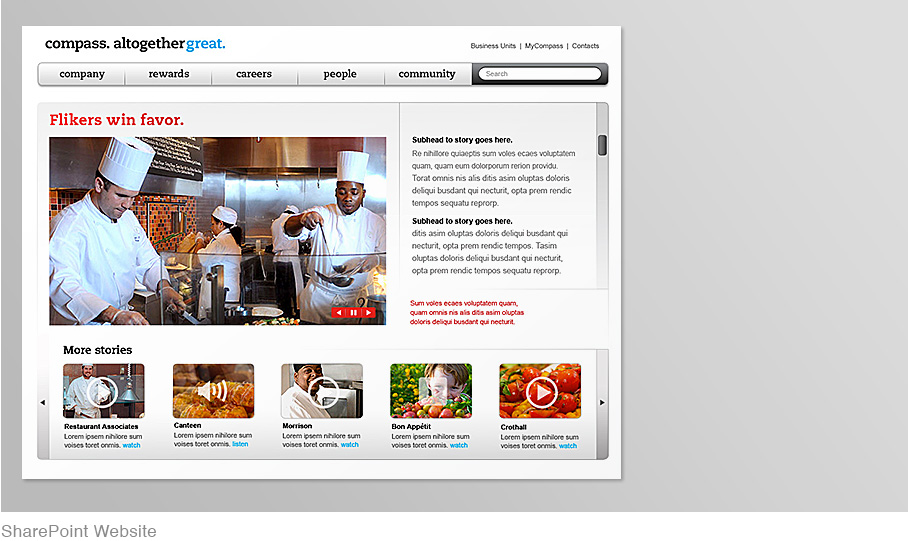 compass. altogethergreat.
Business Units | MyCompass | Contacts
company rewards careers people community Search
Flikers win favor.
Subhead to story goes here.
Re nihillore quiaeptis sum voles ecaes voluptatem
quam, quam eum dolorporum rerion providu.
Torat omnis nis alis ditis asim oluptas doloris
deliqui busdant qui necturit, opta prem rendic
tempos sequatu reprorp.
Subhead to story goes here.
ditis asim oluptas doloris deliqui busdant qui
necturit, opta prem rendic tempos. Tasim
oluptas doloris deliqui busdant qui necturit,
opta prem rendic tempos sequatu reprorp.
Sum voles ecaes voluptatem quam,
quam omnis nis alis ditis asim oluptas
doloris deliqui busdant qui necturit.
More stories
Restaurant Associates
Lorem ipsem nihilore sum
voises toret onmis. watch
Canteen
Lorem ipsem nihilore sum
voises toret onmis. listen
Morrison
Lorem ipsem nihilore sum
voises toret onmis. watch
Bon Appétit
Lorem ipsem nihilore sum
voises toret onmis. watch
Crothall
Lorem ipsem nihilore sum
voises toret onmis. watch
SharePoint Website